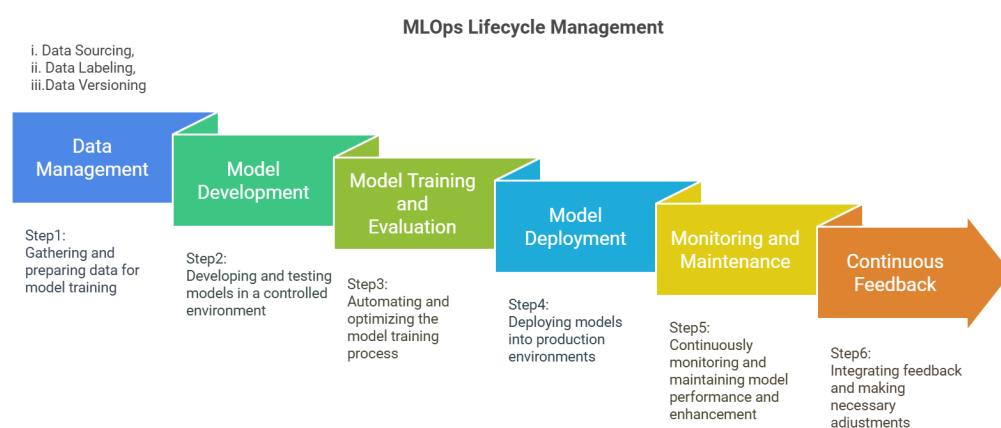 MLOps Lifecycle Management
i. Data Sourcing,
ii. Data Labeling,
iii.Data Versioning
Data
Management
Step1:
Gathering and
preparing data for
model training
Model
Development
Step2:
Developing and testing
models in a controlled
environment
Model Training
and
Evaluation
Step3:
Automating and
optimizing the
model training
process
Model
Deployment
Step4:
Deploying models
into production
environments
Monitoring and
Maintenance
Step5:
Continuously
monitoring and
maintaining model
performance and
enhancement
Continuous
Feedback
Step6:
Integrating feedback
and making
necessary
adjustments